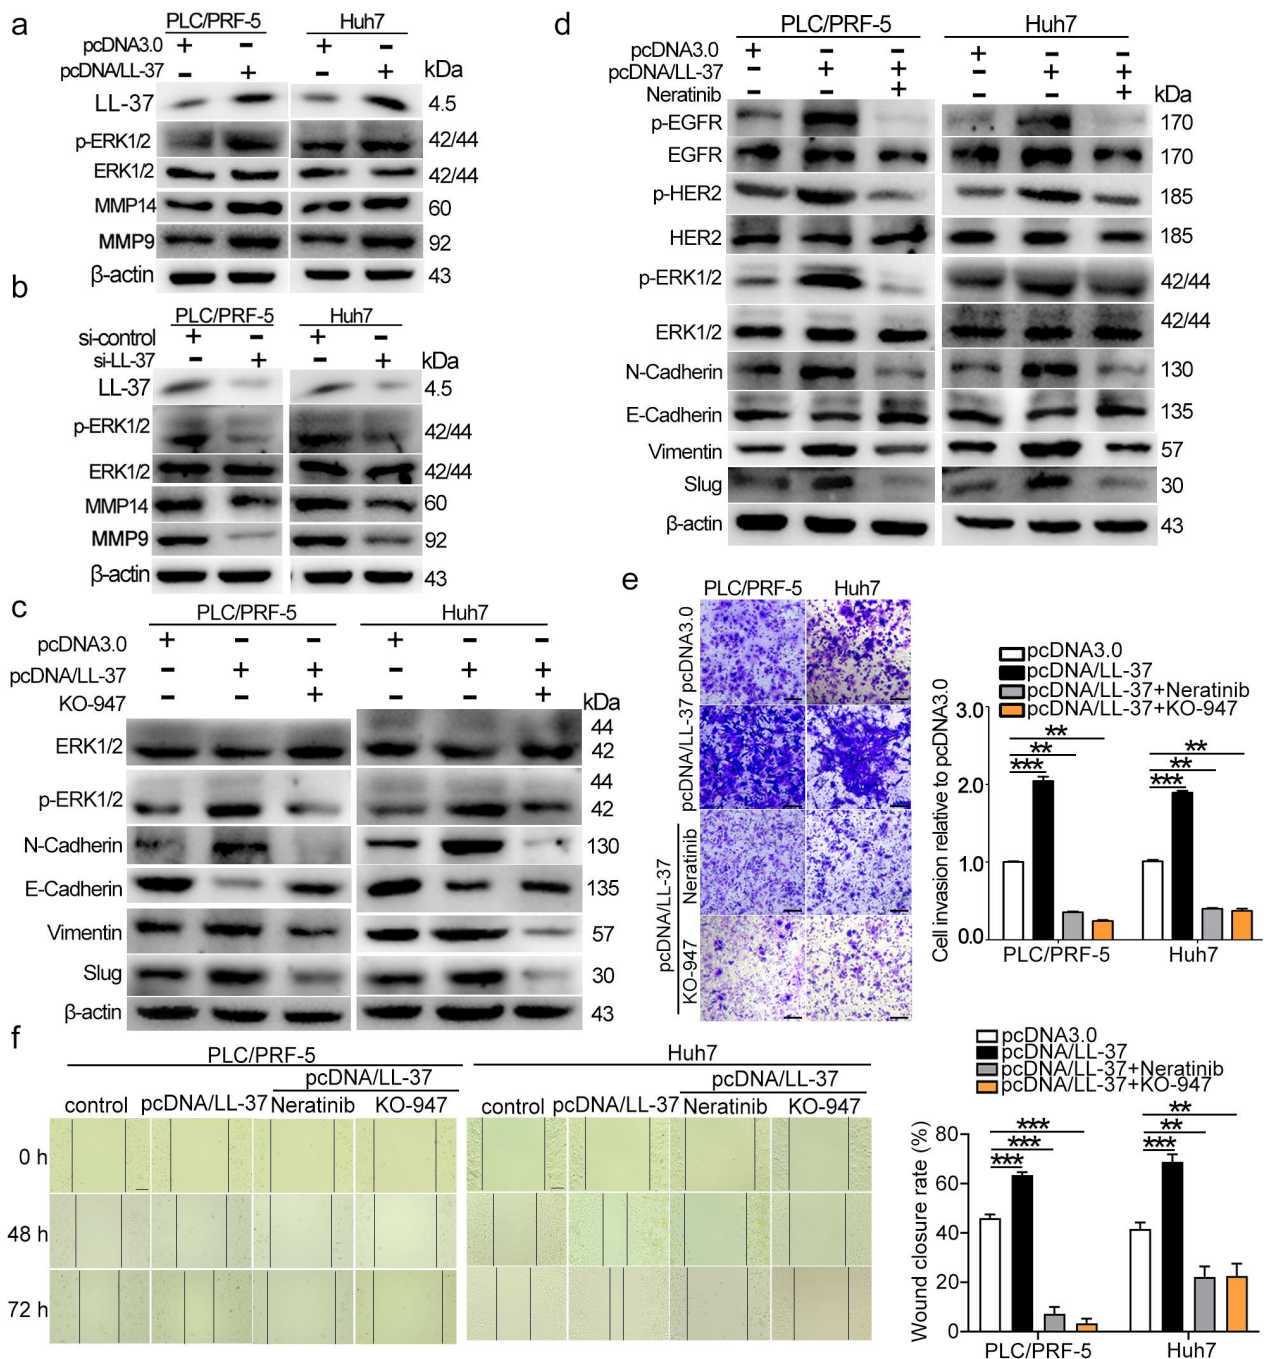 a
PLC/PRF-5 Huh7
pcDNA3.0 + - + -
pcDNA/LL-37 - + - + kDa
LL-37 4.5
p-ERK1/2 42/44
ERK1/2 42/44
MMP14 60
MMP9 92
β-actin 43
b
PLC/PRF-5 Huh7
si-control + - + -
si-LL-37 - + - + kDa
LL-37 4.5
p-ERK1/2 42/44
ERK1/2 42/44
MMP14 60
MMP9 92
β-actin 43
c
PLC/PRF-5 Huh7
pcDNA3.0 + - - + - -
pcDNA/LL-37 - + + - + +
KO-947 - - + - - + kDa
ERK1/2 44
42
p-ERK1/2 44
42
N-Cadherin 130
E-Cadherin 135
Vimentin 57
Slug 30
β-actin 43
d
PLC/PRF-5 Huh7
pcDNA3.0 + - - + - -
pcDNA/LL-37 - + + - + +
Neratinib - - + - - + kDa
p-EGFR 170
EGFR 170
p-HER2 185
HER2 185
p-ERK1/2 42/44
ERK1/2 42/44
N-Cadherin 130
E-Cadherin 135
Vimentin 57
Slug 30
β-actin 43
e
PLC/PRF-5 Huh7
pcDNA3.0
pcDNA/LL-37
pcDNA/LL-37
Neratinib
KO-947
pcDNA3.0
pcDNA/LL-37
pcDNA/LL-37+Neratinib
pcDNA/LL-37+KO-947
Cell invasion relative to pcDNA3.0
3.0
2.0
1.0
0.0
** **
** **
*** ***
PLC/PRF-5 Huh7
f
PLC/PRF-5 Huh7
pcDNA/LL-37 pcDNA/LL-37
control pcDNA/LL-37 Neratinib KO-947 control pcDNA/LL-37 Neratinib KO-947
0 h
48 h
72 h
pcDNA3.0
pcDNA/LL-37
pcDNA/LL-37+Neratinib
pcDNA/LL-37+KO-947
Wound closure rate (%)
80
60
40
20
0
*** **
*** **
*** ***
PLC/PRF-5 Huh7